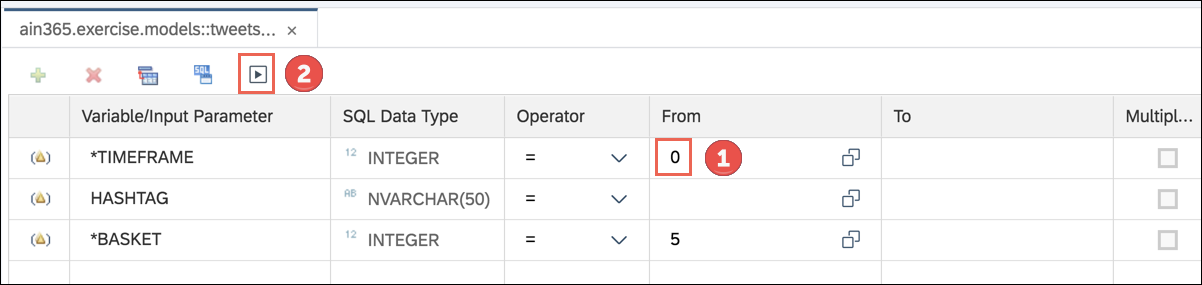 ain365.exercise.models::tweets... ×
SQL 2
Variable/Input Parameter SQL Data Type Operator From To Multipl...
*TIMEFRAME 12 INTEGER = 0 1
HASHTAG AB NVARCHAR(50) =
*BASKET 12 INTEGER = 5